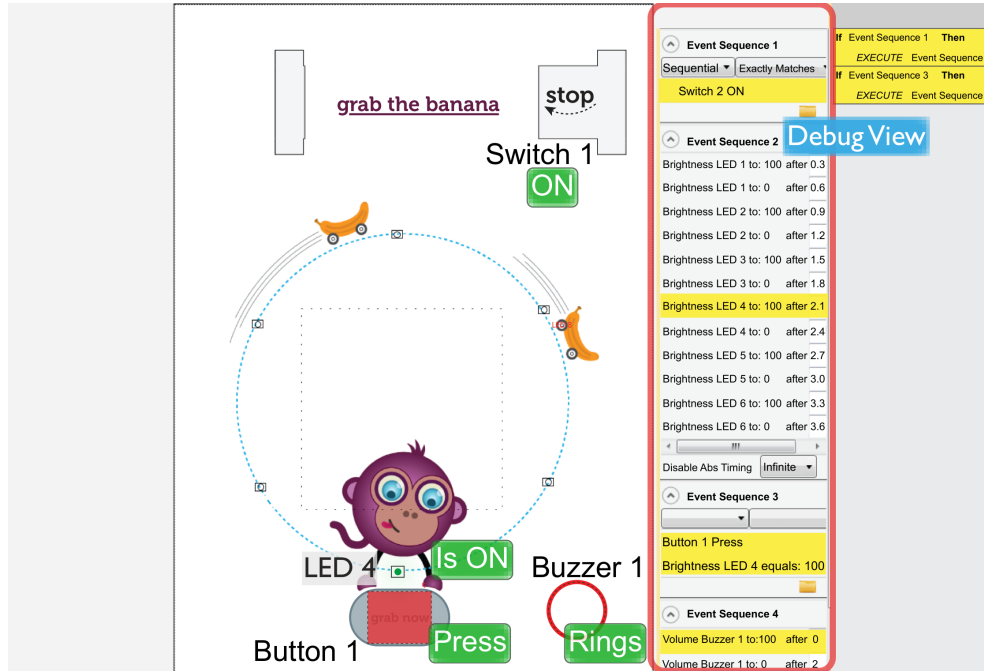 grab the banana
stop
Switch 1
ON
LED 4
Is ON
grab now
Button 1
Press
Buzzer 1
Rings
Event Sequence 1
Sequential
Exactly Matches
Switch 2 ON
Debug View
Event Sequence 2
Brightness LED 1 to: 100 after 0.3
Brightness LED 1 to: 0 after 0.6
Brightness LED 2 to: 100 after 0.9
Brightness LED 2 to: 0 after 1.2
Brightness LED 3 to: 100 after 1.5
Brightness LED 3 to: 0 after 1.8
Brightness LED 4 to: 100 after 2.1
Brightness LED 4 to: 0 after 2.4
Brightness LED 5 to: 100 after 2.7
Brightness LED 5 to: 0 after 3.0
Brightness LED 6 to: 100 after 3.3
Brightness LED 6 to: 0 after 3.6
Disable Abs Timing Infinite
Event Sequence 3
Button 1 Press
Brightness LED 4 equals: 100
Event Sequence 4
Volume Buzzer 1 to:100 after 0
Volume Buzzer 1 to: 0 after 2
If Event Sequence 1 Then
EXECUTE Event Sequence
If Event Sequence 3 Then
EXECUTE Event Sequence